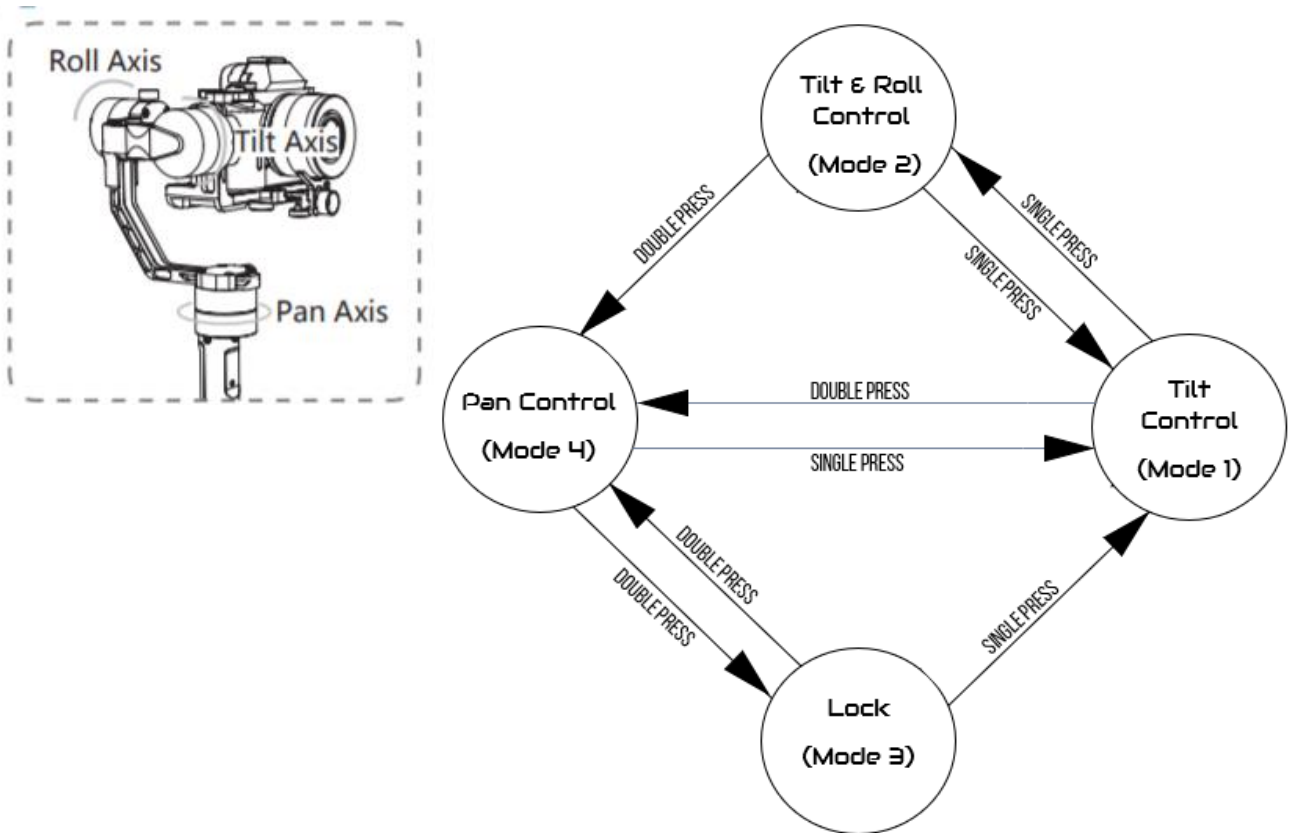 Roll Axis
Tilt Axis
Pan Axis
Tilt & Roll
Control
(Mode 2)
DOUBLE PRESS
SINGLE PRESS
SINGLE PRESS
Pan Control
(Mode 4)
DOUBLE PRESS
SINGLE PRESS
Tilt
Control
(Mode 1)
DOUBLE PRESS
DOUBLE PRESS
SINGLE PRESS
Lock
(Mode 3)